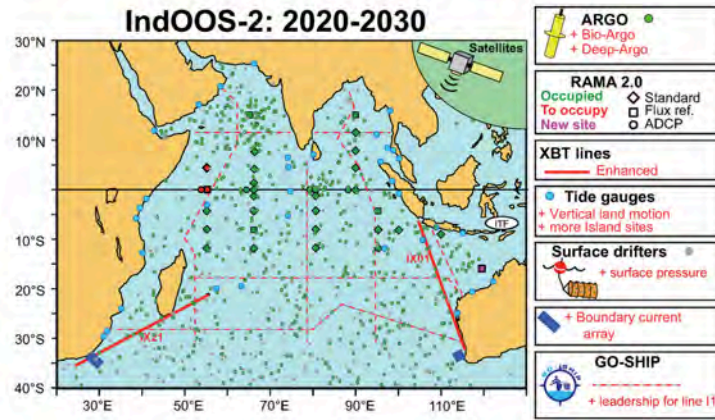 IndOOS-2: 2020-2030
30°N
20°N
10°N
0°
10°S
20°S
30°S
40°S
30°E
50°E
70°E
90°E
110°E
Satellites
ITF
IX01
IX21
ARGO
+ Bio-Argo
+ Deep-Argo
RAMA 2.0
Occupied
Standard
To occupy
Flux ref.
New site
ADCP
XBT lines
Enhanced
Tide gauges
+ Vertical land motion
+ more Island sites
Surface drifters
+ surface pressure
+ Boundary current
array
GO-SHIP
GO SHIP
+ leadership for line I1